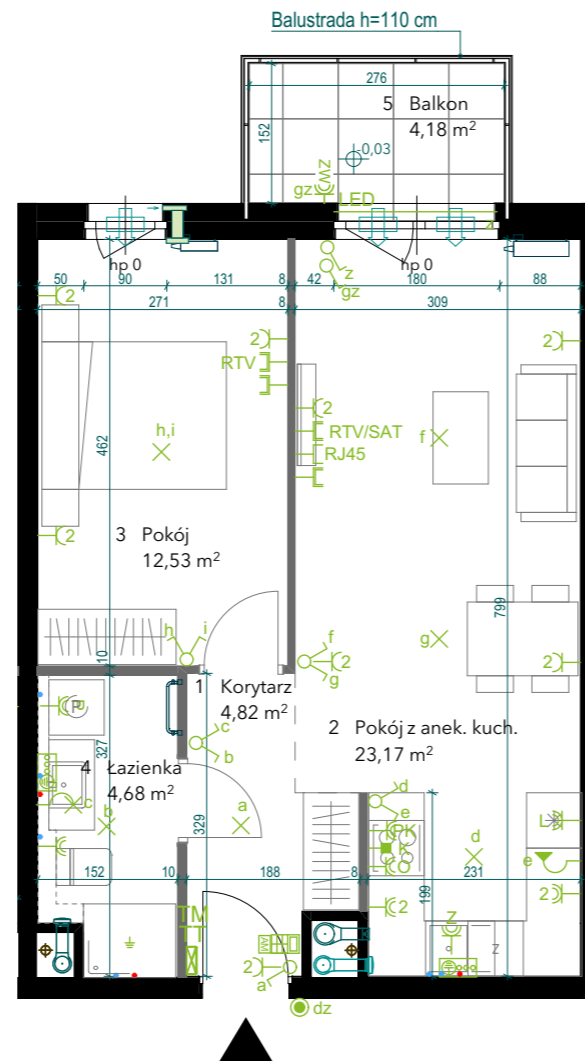 Balustrada h=110 cm
276
5 Balkon
4,18 m²
152
-0,03
WZ
gz
LED
hp 0
hp 0
z
gz
50 90 131 8 42 180 88
271 8 309
2
2
2
RTV
2
RTV/SAT
RJ45
h,i
f
462
3 Pokój
12,53 m²
2
799
g
2
h i
f
2
g
10
1 Korytarz
4,82 m²
2 Pokój z anek. kuch.
23,17 m²
P
c
b
327
4 Łazienka
4,68 m²
c b
a
329
d
e
PK
K
O
d
L
e
152 10 188 8 231
199
2
2
TM
TT
AM
Z
Z
2
a
dz